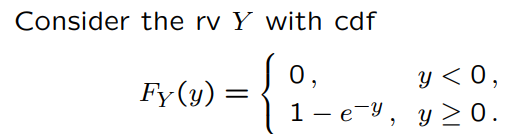 Consider the rv Y with cdf
F_Y(y) = { 0, y < 0,
1 − e^{−y}, y ≥ 0.